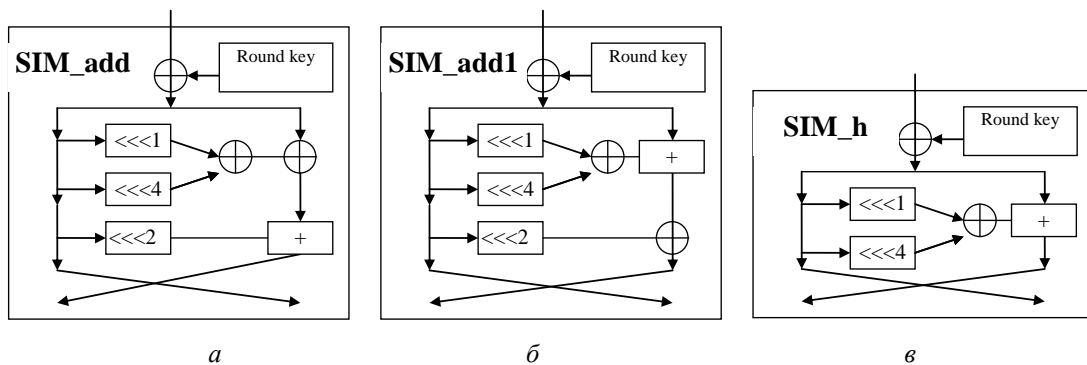 SIM_add
Round key
<<<1
<<<4
<<<2
+
SIM_add1
Round key
<<<1
+
<<<4
<<<2
SIM_h
Round key
<<<1
+
<<<4
а
б
в